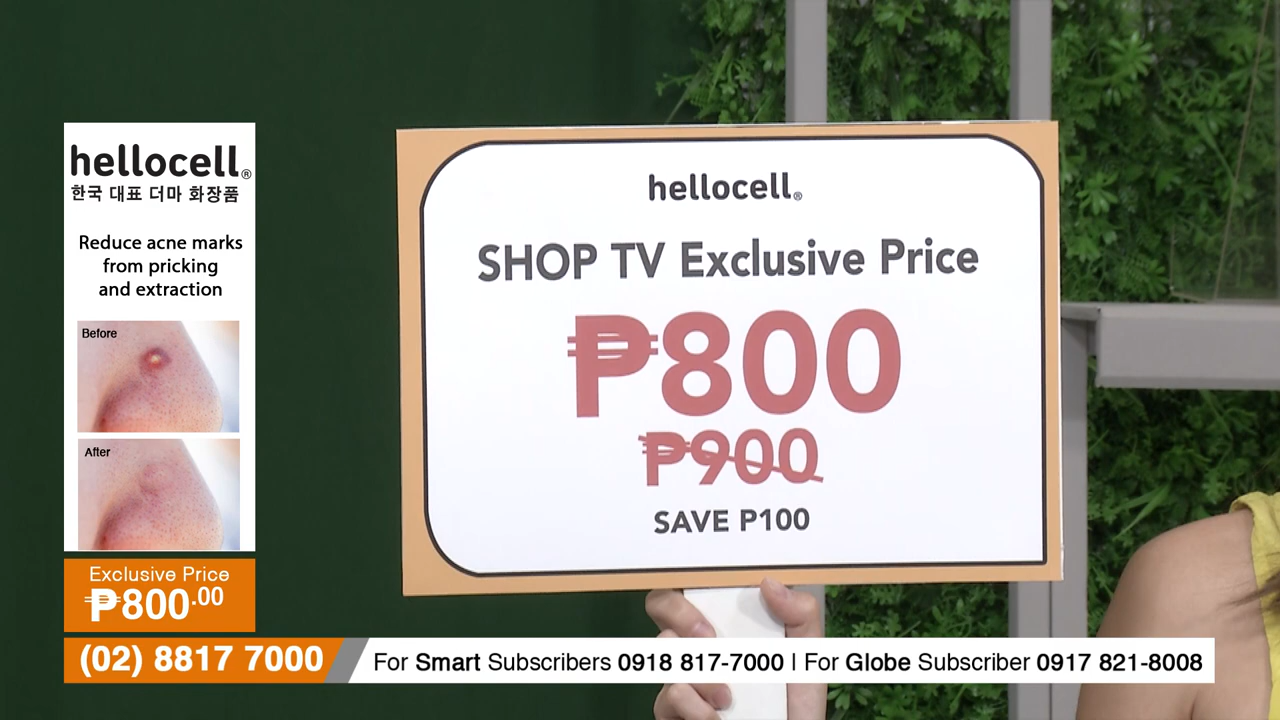 hellocell®
한국 대표 더마 화장품
Reduce acne marks
from pricking
and extraction
Before
After
Exclusive Price
₱800.00
hellocell®
SHOP TV Exclusive Price
₱800
₱900
SAVE P100
(02) 8817 7000
For Smart Subscribers 0918 817-7000 | For Globe Subscriber 0917 821-8008